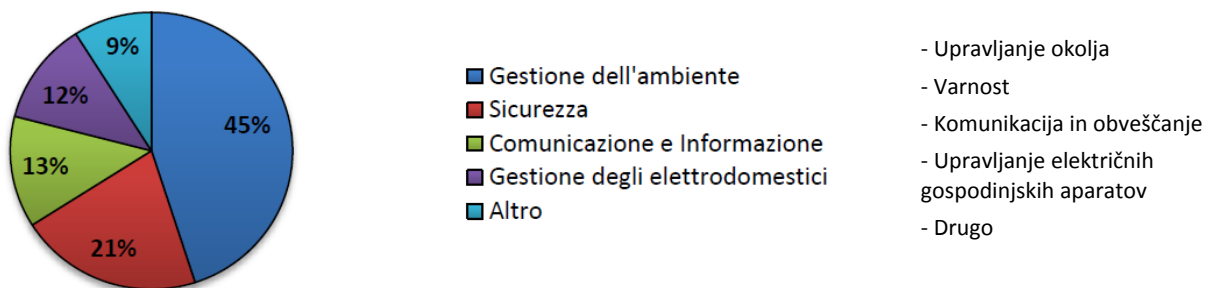 9%
12%
45%
13%
21%
Gestione dell'ambiente
Sicurezza
Comunicazione e Informazione
Gestione degli elettrodomestici
Altro
- Upravljanje okolja
- Varnost
- Komunikacija in obveščanje
- Upravljanje električnih
gospodinjskih aparatov
- Drugo